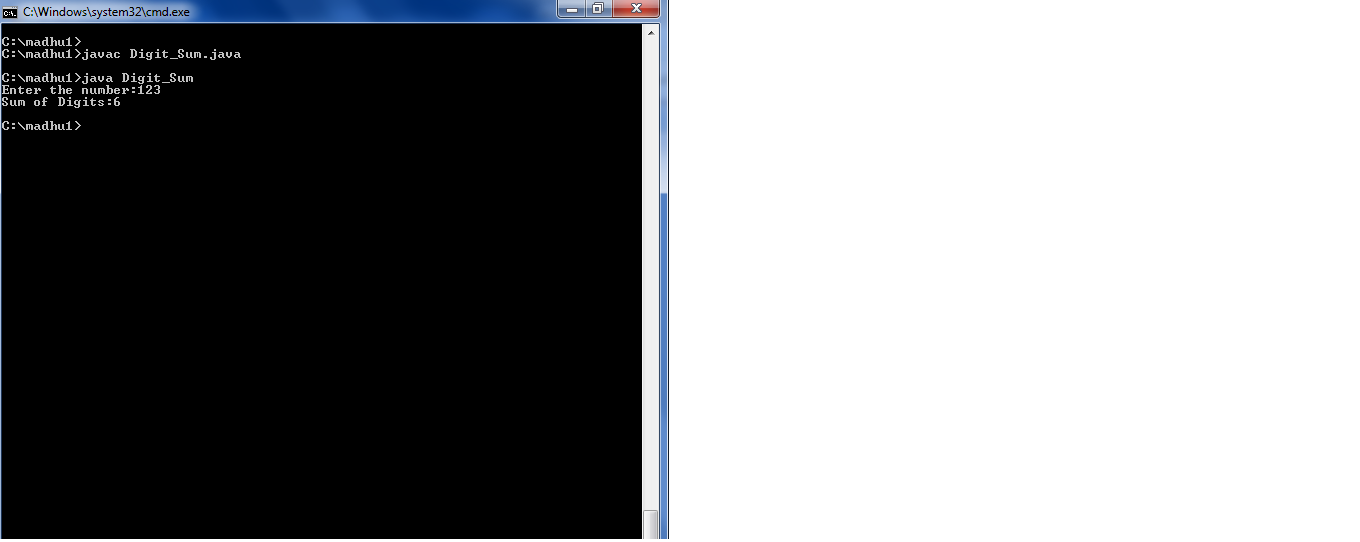 C:\Windows\system32\cmd.exe
C:\madhu1>
C:\madhu1>javac Digit_Sum.java
C:\madhu1>java Digit_Sum
Enter the number:123
Sum of Digits:6
C:\madhu1>